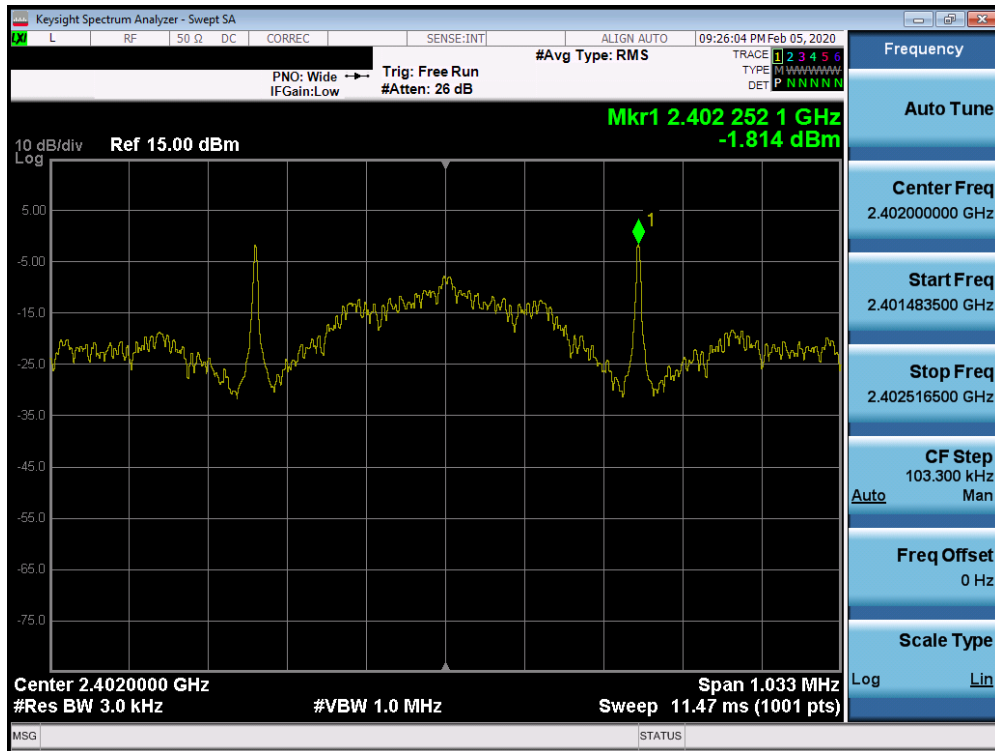 Keysight Spectrum Analyzer - Swept SA
LXI L RF 50 Ω DC CORREC SENSE:INT ALIGN AUTO 09:26:04 PM Feb 05, 2020
PNO: Wide Trig: Free Run #Avg Type: RMS TRACE 1 2 3 4 5 6
IFGain:Low #Atten: 26 dB TYPE M WWWWW
DET P N N N N N
Mkr1 2.402 252 1 GHz
-1.814 dBm
10 dB/div Ref 15.00 dBm
Log
1
5.00
-5.00
-15.0
-25.0
-35.0
-45.0
-55.0
-65.0
-75.0
Center 2.4020000 GHz Span 1.033 MHz
#Res BW 3.0 kHz #VBW 1.0 MHz Sweep 11.47 ms (1001 pts)
MSG STATUS
Frequency
Auto Tune
Center Freq
2.402000000 GHz
Start Freq
2.401483500 GHz
Stop Freq
2.402516500 GHz
CF Step
103.300 kHz
Auto Man
Freq Offset
0 Hz
Scale Type
Log Lin